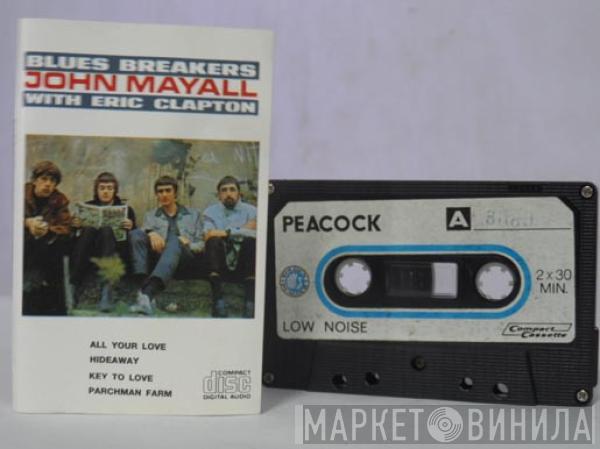 BLUES BREAKERS
JOHN MAYALL
WITH ERIC CLAPTON
ALL YOUR LOVE
HIDEAWAY
KEY TO LOVE
PARCHMAN FARM
COMPACT
disc
DIGITAL AUDIO
PEACOCK
A
2 x 30
MIN.
LOW NOISE
Compact
Cassette
МАРКЕТ ВИНИЛА